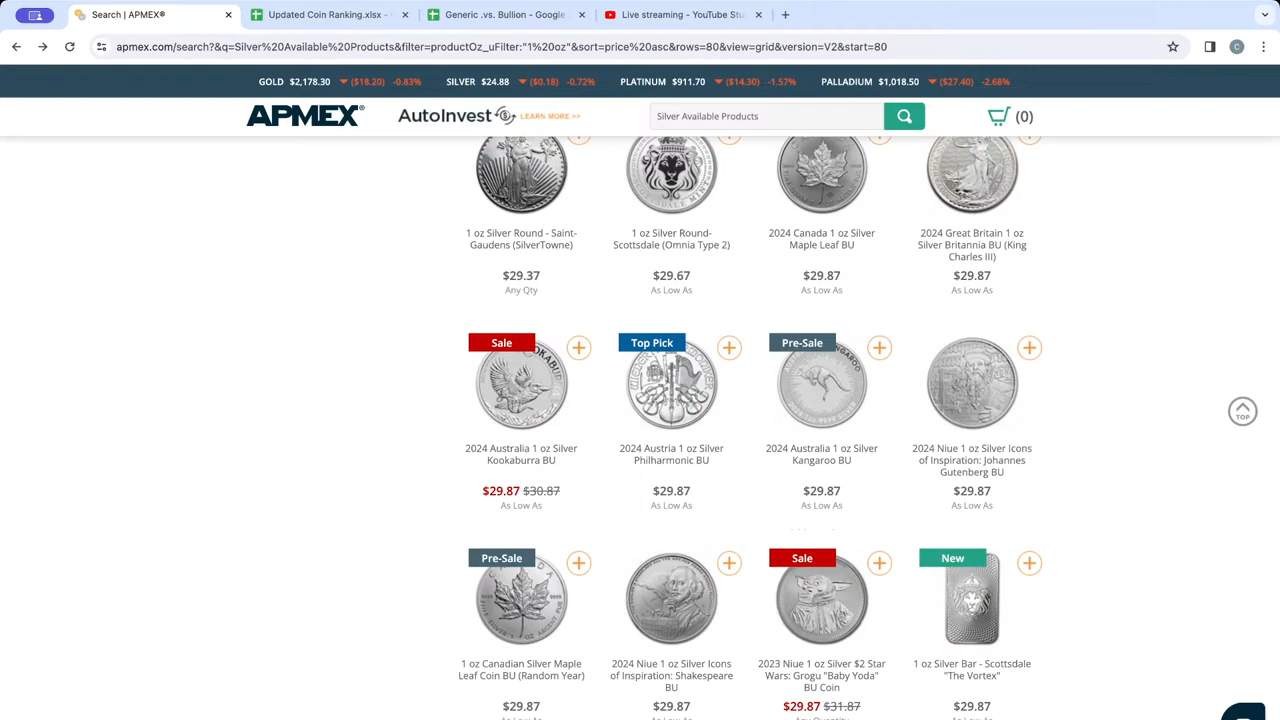 Search | APMEX®
Updated Coin Ranking.xlsx -
Generic .vs. Bullion - Google
Live streaming - YouTube Stu
apmex.com/search?&q=Silver%20Available%20Products&filter=productOz_uFilter:"1%20oz"&sort=price%20asc&rows=80&view=grid&version=V2&start=80
C
GOLD $2,178.30 ($18.20) -0.83% SILVER $24.88 ($0.18) -0.72% PLATINUM $911.70 ($14.30) -1.57% PALLADIUM $1,018.50 ($27.40) -2.68%
APMEX®
AutoInvest LEARN MORE >>
Silver Available Products
(0)
1 oz Silver Round - Saint-
Gaudens (SilverTowne)
$29.37
Any Qty
1 oz Silver Round-
Scottsdale (Omnia Type 2)
$29.67
As Low As
2024 Canada 1 oz Silver
Maple Leaf BU
$29.87
As Low As
2024 Great Britain 1 oz
Silver Britannia BU (King
Charles III)
$29.87
As Low As
Sale
2024 Australia 1 oz Silver
Kookaburra BU
$29.87 $30.87
As Low As
Top Pick
2024 Austria 1 oz Silver
Philharmonic BU
$29.87
As Low As
Pre-Sale
2024 Australia 1 oz Silver
Kangaroo BU
$29.87
As Low As
2024 Niue 1 oz Silver Icons
of Inspiration: Johannes
Gutenberg BU
$29.87
As Low As
TOP
Pre-Sale
1 oz Canadian Silver Maple
Leaf Coin BU (Random Year)
$29.87
As Low As
2024 Niue 1 oz Silver Icons
of Inspiration: Shakespeare
BU
$29.87
As Low As
Sale
2023 Niue 1 oz Silver $2 Star
Wars: Grogu "Baby Yoda"
BU Coin
$29.87 $31.87
Any Quantity
New
1 oz Silver Bar - Scottsdale
"The Vortex"
$29.87
As Low As